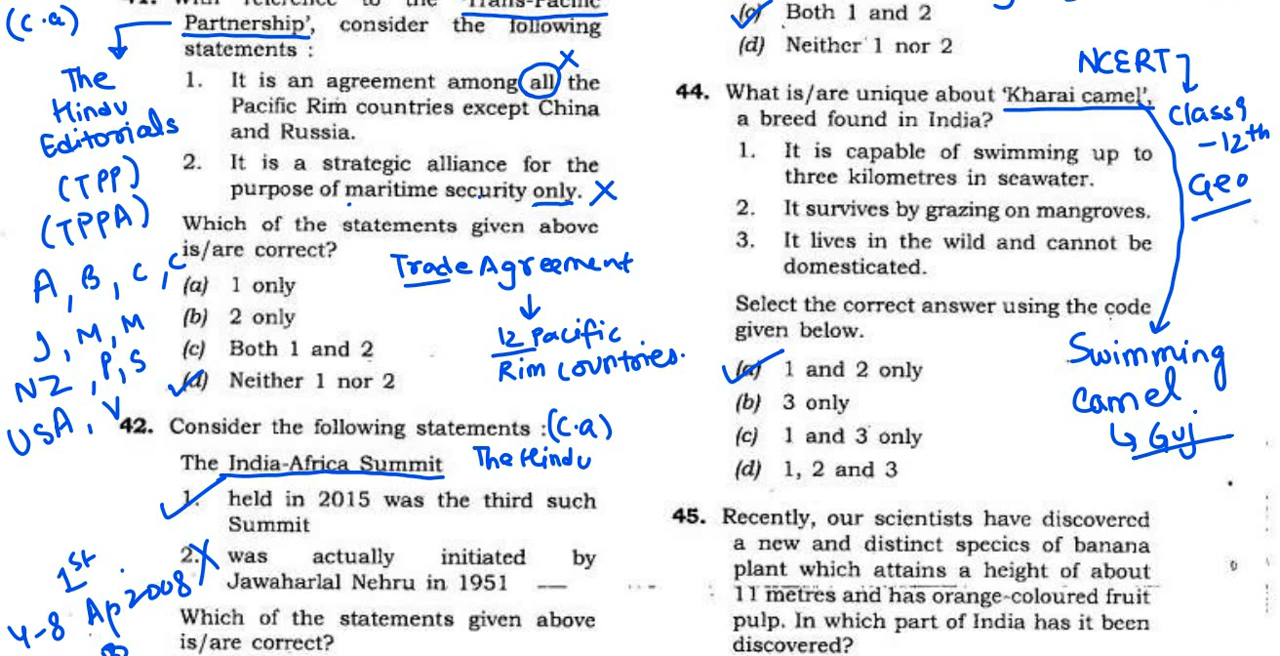 41. With reference to the 'Trans-Pacific
Partnership', consider the following
statements :
1. It is an agreement among all the
Pacific Rim countries except China
and Russia.
2. It is a strategic alliance for the
purpose of maritime security only.
Which of the statements given above
is/are correct?
(a) 1 only
(b) 2 only
(c) Both 1 and 2
(d) Neither 1 nor 2
(C.a)
The
Hindu
Editorials
(TPP)
(TPPA)
A, B, C, C
J, M, M
NZ, P, S
USA, V
Trade Agreement
12 Pacific
Rim Countries.
42. Consider the following statements :
(C.a)
The India-Africa Summit
The Hindu
1. held in 2015 was the third such
Summit
2. was actually initiated by
Jawaharlal Nehru in 1951
1st
4-8 Ap 2008
Which of the statements given above
is/are correct?
(c) Both 1 and 2
(d) Neither 1 nor 2
44. What is/are unique about 'Kharai camel',
a breed found in India?
1. It is capable of swimming up to
three kilometres in seawater.
2. It survives by grazing on mangroves.
3. It lives in the wild and cannot be
domesticated.
Select the correct answer using the code
given below.
(a) 1 and 2 only
(b) 3 only
(c) 1 and 3 only
(d) 1, 2 and 3
NCERT
Class 9
-12th
Geo
Swimming
Camel
Guj
45. Recently, our scientists have discovered
a new and distinct species of banana
plant which attains a height of about
11 metres and has orange-coloured fruit
pulp. In which part of India has it been
discovered?